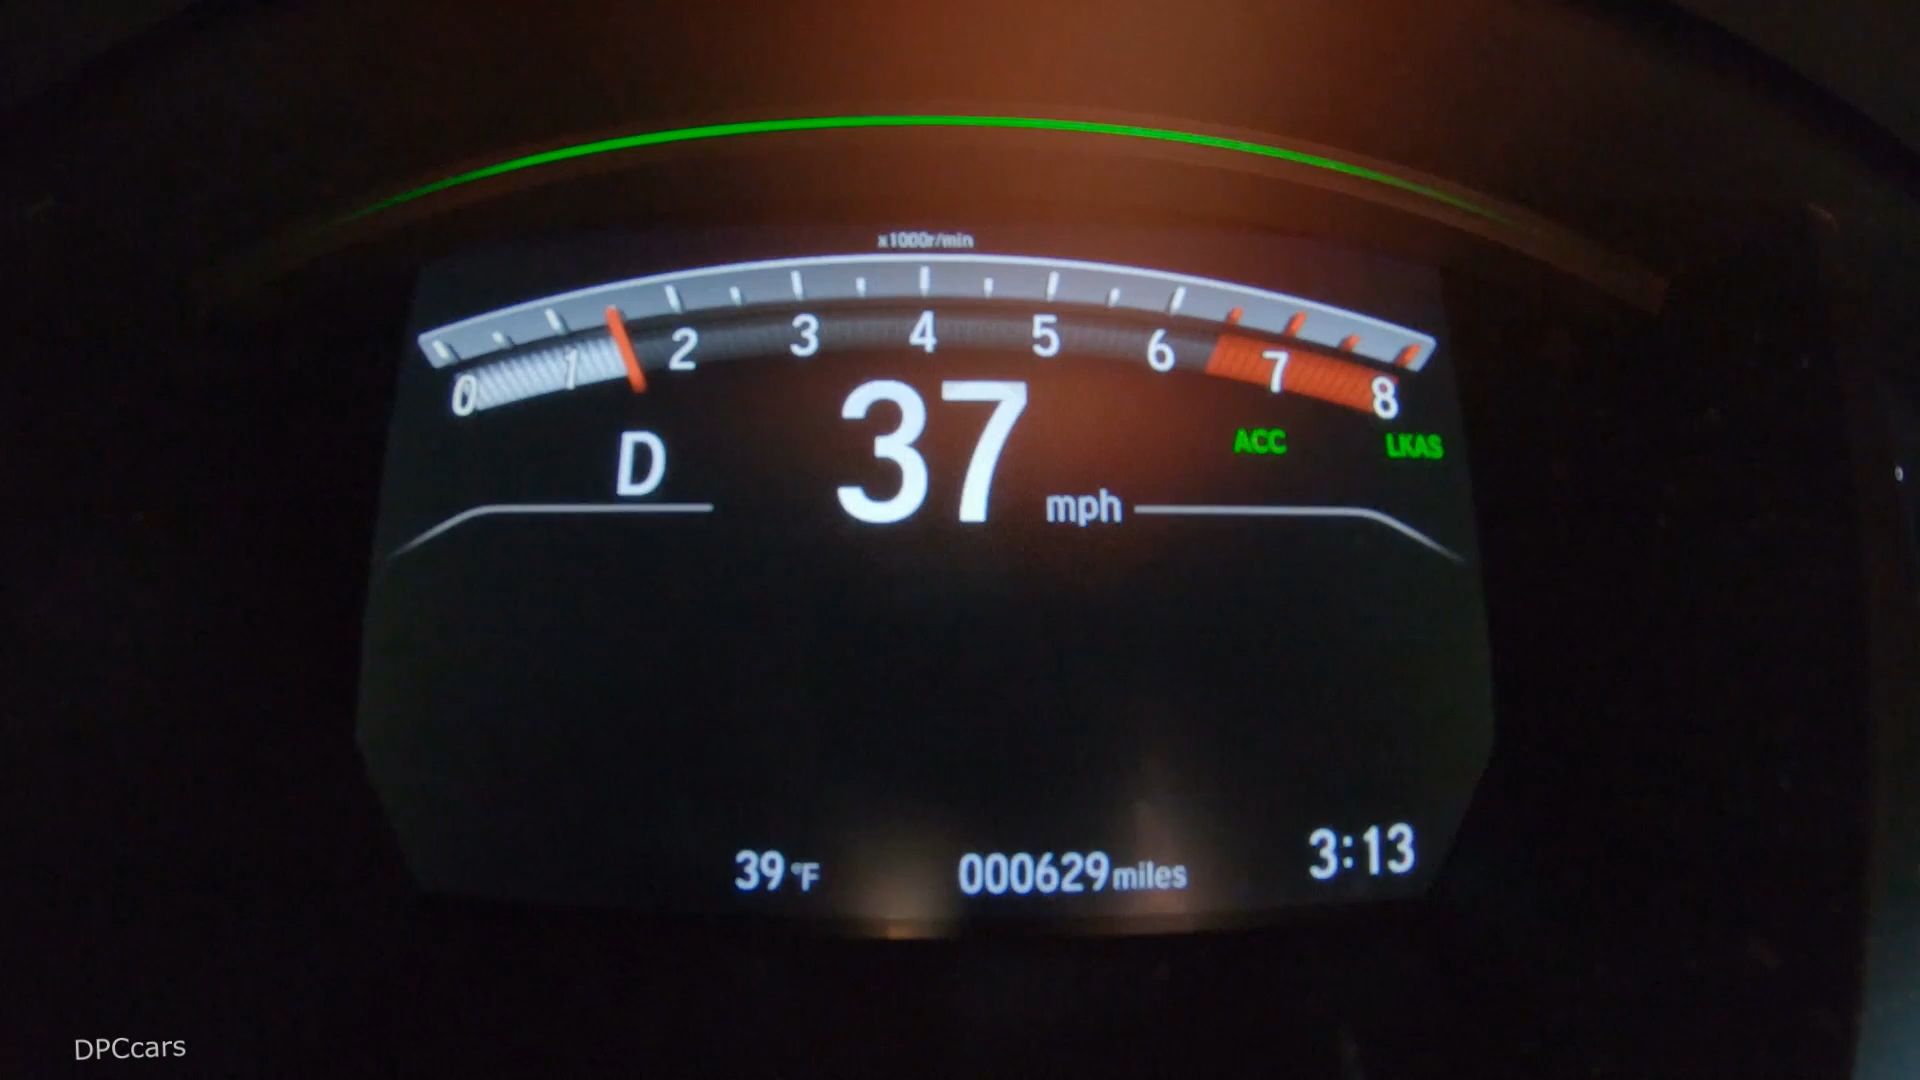 x1000r/min
0 1 2 3 4 5 6 7 8
D 37 mph ACC LKAS
39 °F 000629 miles 3:13
DPCcars